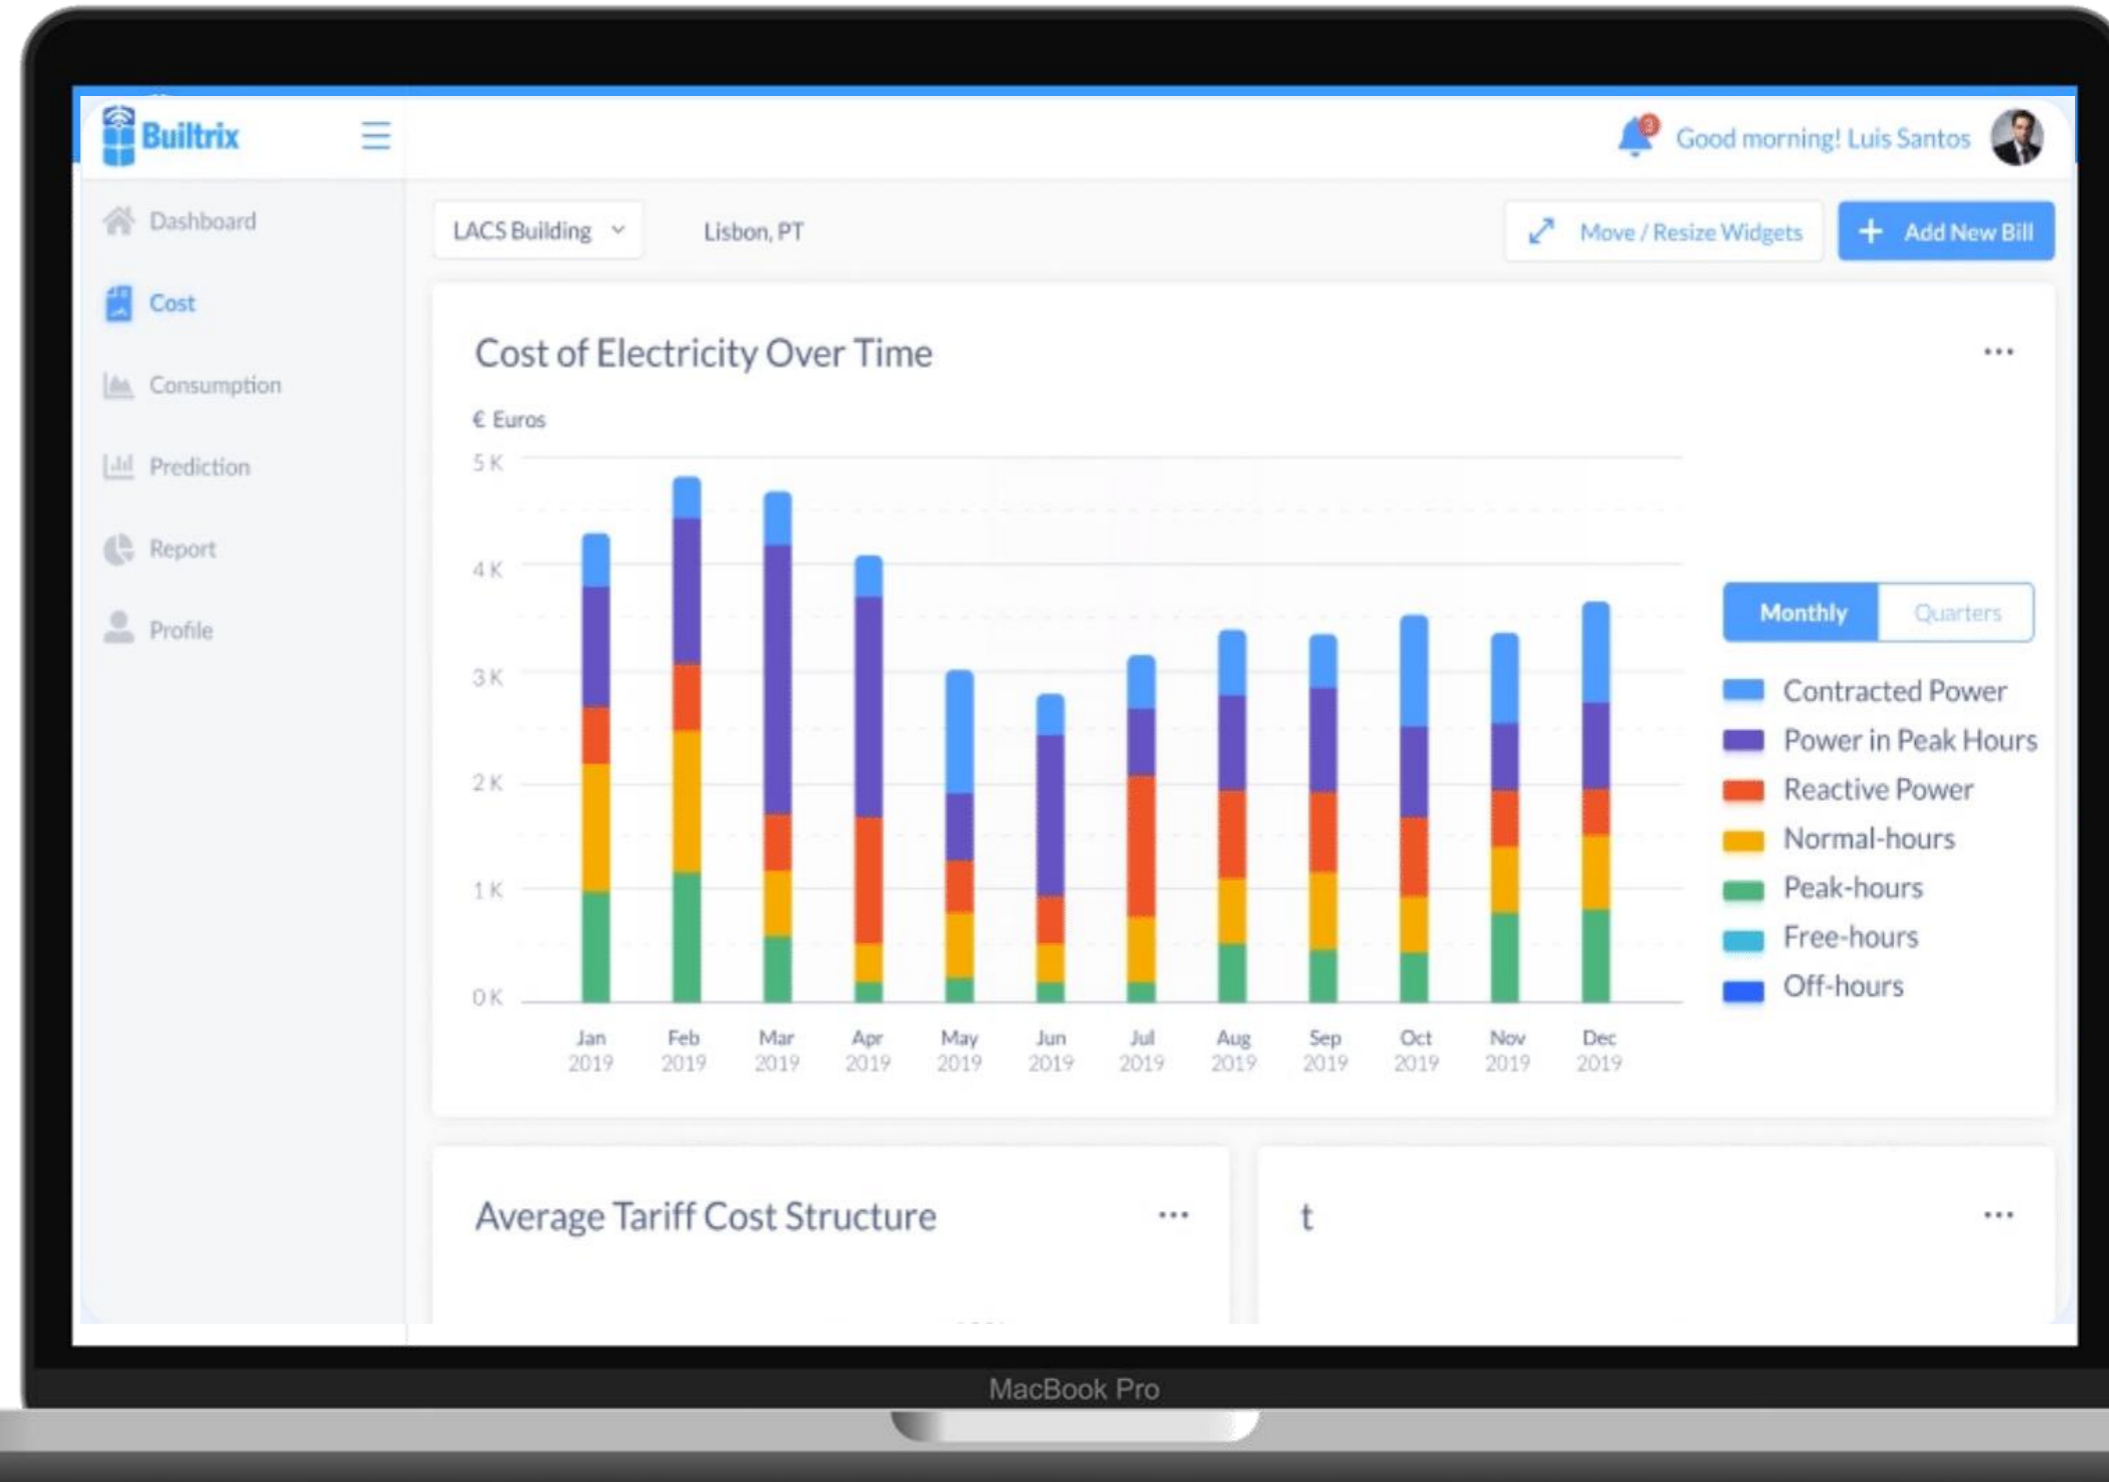 Builtrix
3
Good morning! Luis Santos
Dashboard
Cost
Consumption
Prediction
Report
Profile
LACS Building
Lisbon, PT
Move / Resize Widgets
+ Add New Bill
Cost of Electricity Over Time
€ Euros
5 K
4 K
3 K
2 K
1 K
0 K
Jan Feb Mar Apr May Jun Jul Aug Sep Oct Nov Dec
2019 2019 2019 2019 2019 2019 2019 2019 2019 2019 2019 2019
Monthly Quarters
Contracted Power
Power in Peak Hours
Reactive Power
Normal-hours
Peak-hours
Free-hours
Off-hours
Average Tariff Cost Structure
t
MacBook Pro